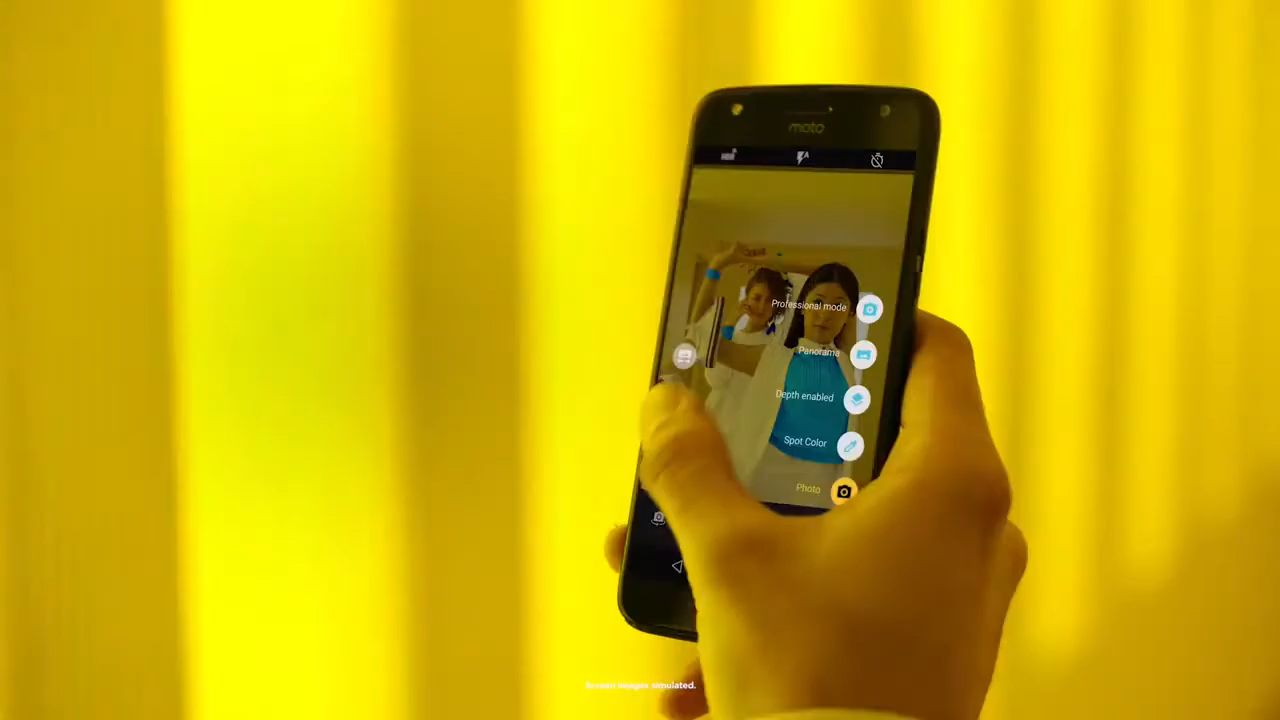 moto
Professional mode
Panorama
Depth enabled
Spot Color
Photo
Screen images simulated.